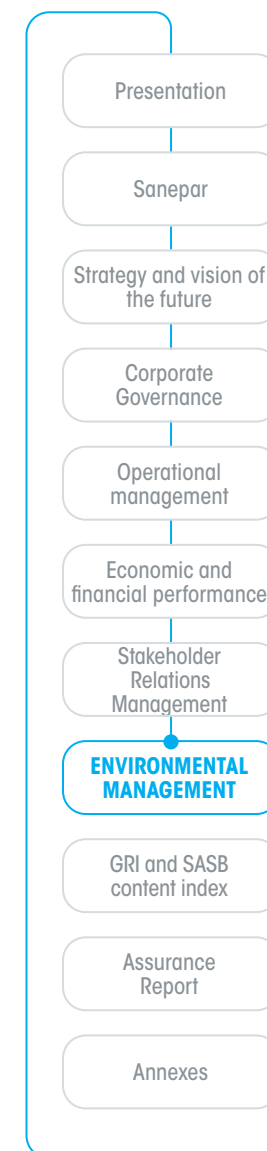 Presentation
Sanepar
Strategy and vision of
the future
Corporate
Governance
Operational
management
Economic and
financial performance
Stakeholder
Relations
Management
ENVIRONMENTAL
MANAGEMENT
GRI and SASB
content index
Assurance
Report
Annexes